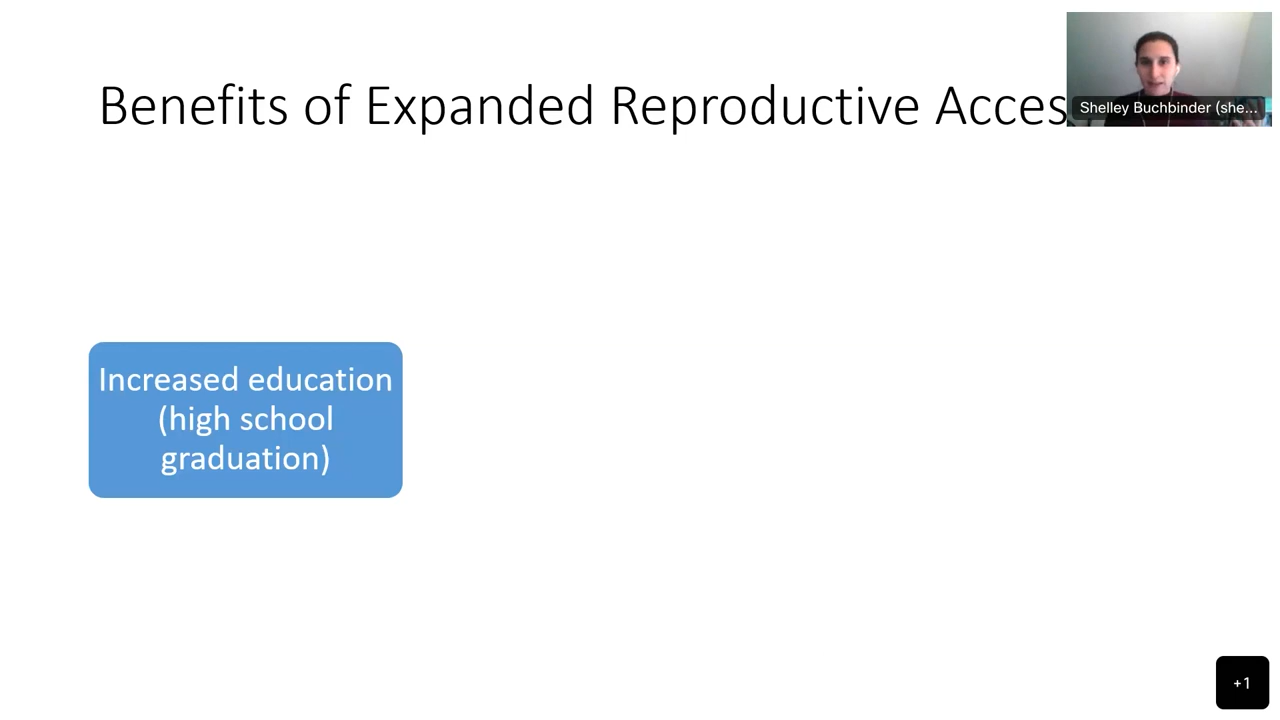 Benefits of Expanded Reproductive Acces
Shelley Buchbinder (she...
Increased education
(high school
graduation)
+1